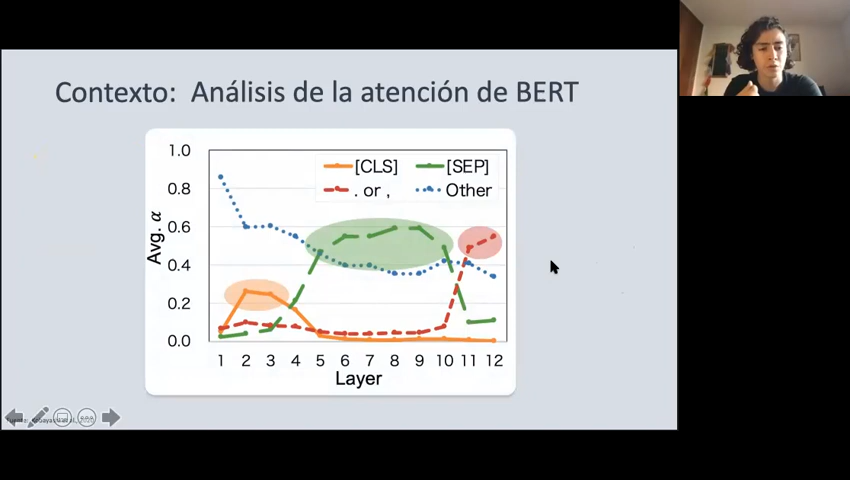 Contexto: Análisis de la atención de BERT
[CLS] [SEP]
. or , Other
Avg. α
1.0
0.8
0.6
0.4
0.2
0.0
1 2 3 4 5 6 7 8 9 10 11 12
Layer